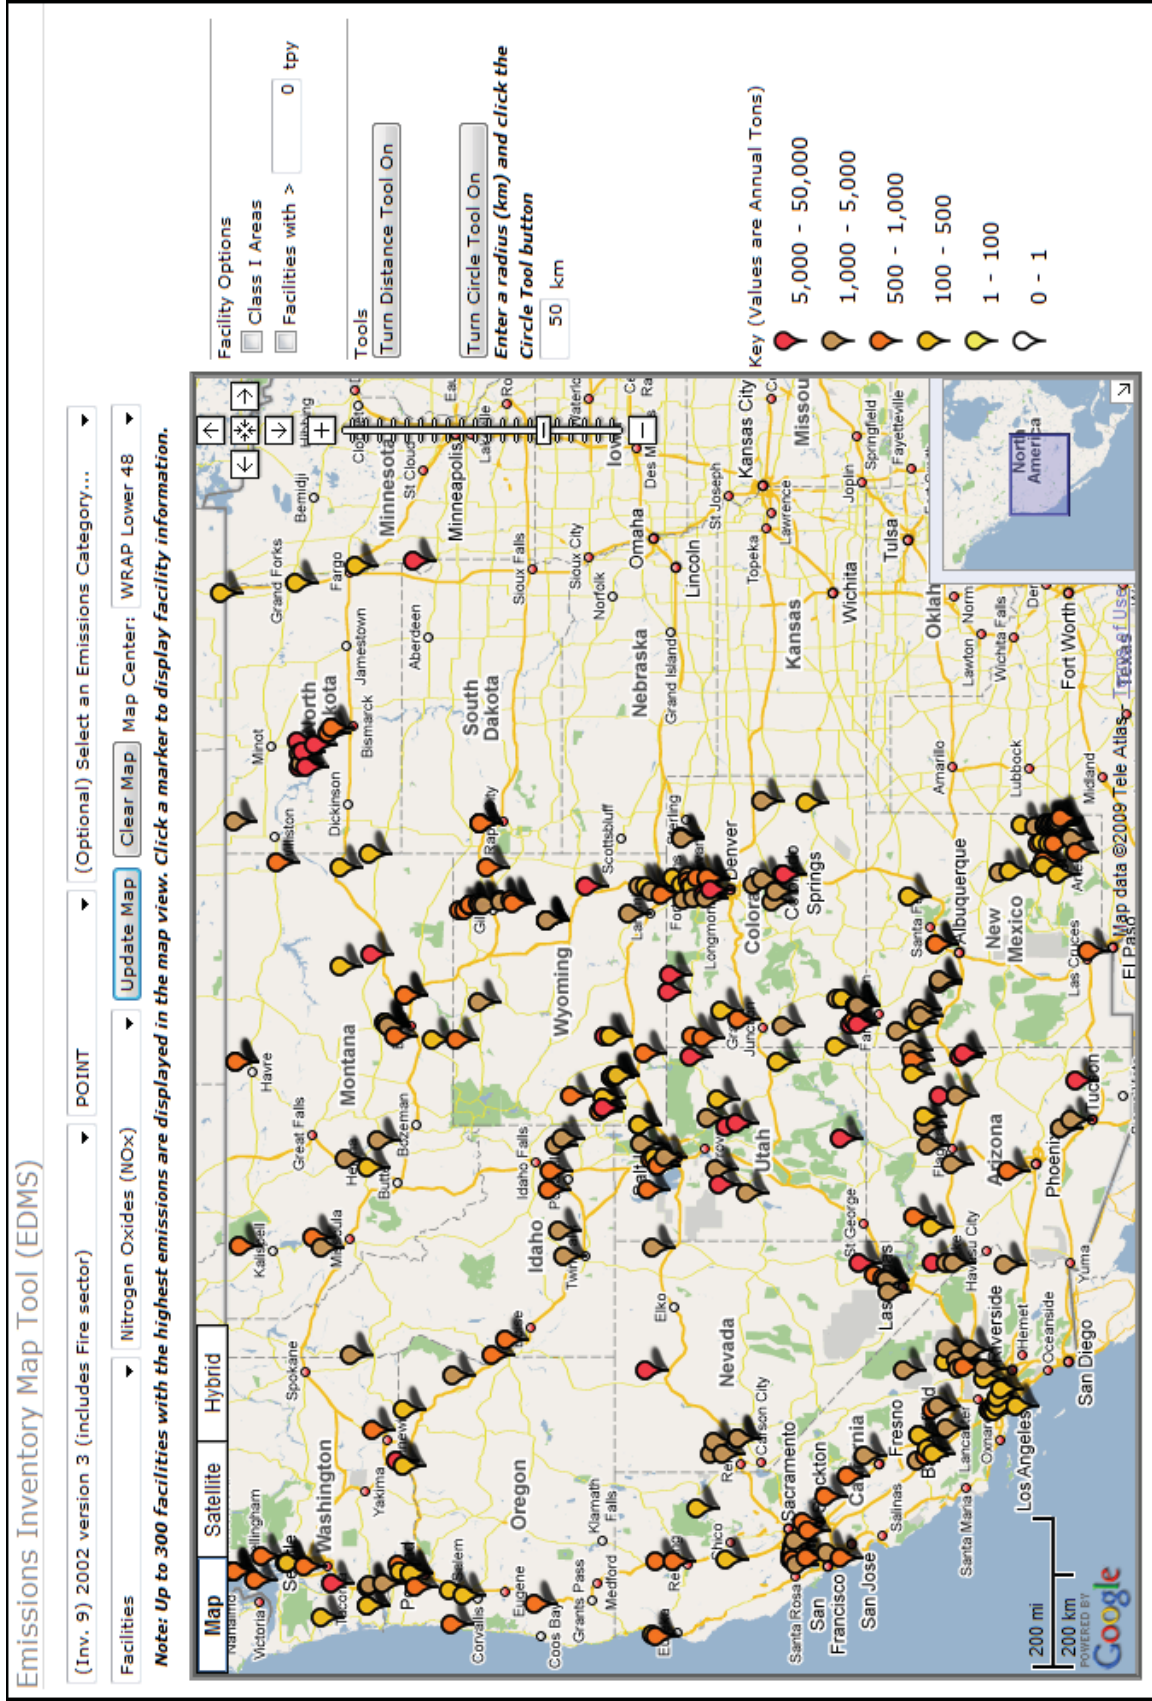 Emissions Inventory Map Tool (EDMS)
(Inv. 9) 2002 version 3 (includes Fire sector)
POINT
(Optional) Select an Emissions Category...
Facilities
Nitrogen Oxides (NOx)
Update Map
Clear Map
Map Center:
WRAP Lower 48
Note: Up to 300 facilities with the highest emissions are displayed in the map view. Click a marker to display facility information.
Map
Satellite
Hybrid
Facility Options
Class I Areas
Facilities with >
0
tpy
Tools
Turn Distance Tool On
Turn Circle Tool On
Enter a radius (km) and click the
Circle Tool button
50
km
Key (Values are Annual Tons)
5,000 - 50,000
1,000 - 5,000
500 - 1,000
100 - 500
1 - 100
0 - 1
Victoria
Washington
Spokane
Yakima
Kalispell
Great Falls
Havre
Montana
Bozeman
Minot
Dickinson
Bismarck
Jamestown
Grand Forks
Fargo
Bemidji
Minnesota
St Cloud
Minneapolis
Aberdeen
South
Dakota
Sioux Falls
Sioux City
Norfolk
Omaha
Lincoln
Nebraska
Grand Island
Scottsbluff
Wyoming
Idaho Falls
Idaho
Oregon
Corvallis
Eugene
Coos Bay
Grants Pass
Medford
Klamath
Falls
Elko
Nevada
Carson City
Chico
Sacramento
Santa Rosa
San
Francisco
San Jose
Salinas
Fresno
Santa Maria
Los Angeles
Oceanside
San Diego
Hemet
Yuma
Havasu City
St George
Utah
Arizona
Phoenix
Tucson
Junction
Longmont
Denver
Springs
Albuquerque
New
Mexico
Las Cruces
El Paso
Amarillo
Lubbock
Midland
Kansas
Wichita
Topeka
Lawrence
St Joseph
Kansas City
Missou
Joplin
Springfield
Fayetteville
Tulsa
Oklah
Norm
Lawton
Wichita Falls
Fort Worth
Texas
North
America
200 mi
200 km
POWERED BY
Google
Map data ©2009 Tele Atlas - Terms of Use